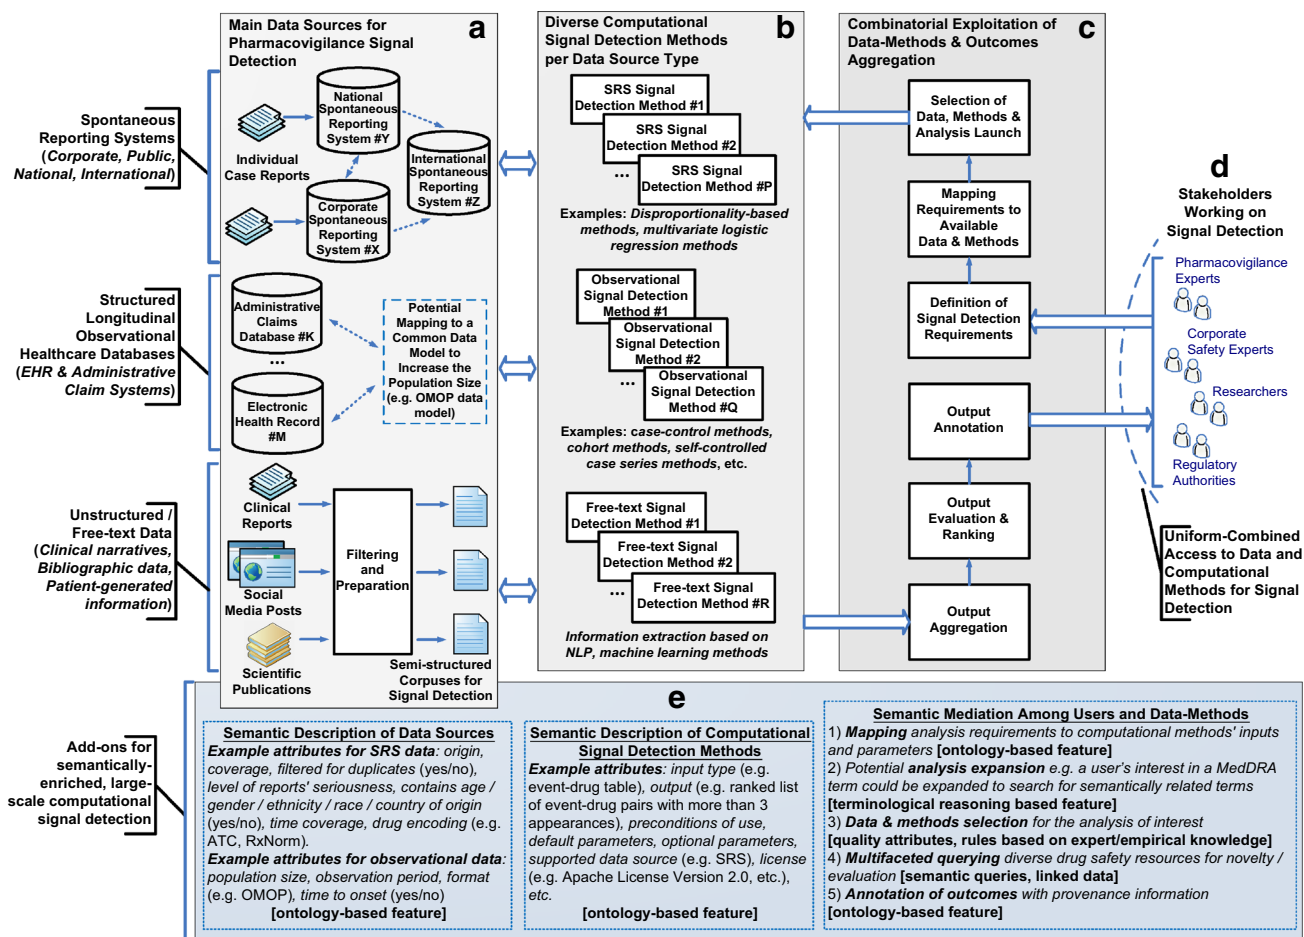 Main Data Sources for
Pharmacovigilance Signal
Detection
a
Spontaneous
Reporting Systems
(Corporate, Public,
National, International)
Individual
Case Reports
National
Spontaneous
Reporting
System #Y
International
Spontaneous
Reporting
System #Z
Corporate
Spontaneous
Reporting
System #X
Structured
Longitudinal
Observational
Healthcare Databases
(EHR & Administrative
Claim Systems)
Administrative
Claims
Database #K
...
Electronic
Health Record
#M
Potential
Mapping to a
Common Data
Model to
Increase the
Population Size
(e.g. OMOP data
model)
Unstructured /
Free-text Data
(Clinical narratives,
Bibliographic data,
Patient-generated
information)
Clinical
Reports
Social
Media Posts
Scientific
Publications
Filtering
and
Preparation
Semi-structured
Corpuses for
Signal Detection
Diverse Computational
Signal Detection Methods
per Data Source Type
b
SRS Signal
Detection Method #1
SRS Signal
Detection Method #2
...
SRS Signal
Detection Method #P
Examples: Disproportionality-based
methods, multivariate logistic
regression methods
Observational
Signal Detection
Method #1
Observational
Signal Detection
Method #2
...
Observational
Signal Detection
Method #Q
Examples: case-control methods,
cohort methods, self-controlled
case series methods, etc.
Free-text Signal
Detection Method #1
Free-text Signal
Detection Method #2
...
Free-text Signal
Detection Method #R
Information extraction based on
NLP, machine learning methods
Combinatorial Exploitation of
Data-Methods & Outcomes
Aggregation
c
Selection of
Data, Methods &
Analysis Launch
Mapping
Requirements to
Available
Data & Methods
Definition of
Signal Detection
Requirements
Output
Annotation
Output
Evaluation &
Ranking
Output
Aggregation
d
Stakeholders
Working on
Signal Detection
Pharmacovigilance
Experts
Corporate
Safety Experts
Researchers
Regulatory
Authorities
Uniform-Combined
Access to Data and
Computational
Methods for Signal
Detection
Add-ons for
semantically-
enriched, large-
scale computational
signal detection
e
Semantic Description of Data Sources
Example attributes for SRS data: origin,
coverage, filtered for duplicates (yes/no),
level of reports' seriousness, contains age /
gender / ethnicity / race / country of origin
(yes/no), time coverage, drug encoding (e.g.
ATC, RxNorm).
Example attributes for observational data:
population size, observation period, format
(e.g. OMOP), time to onset (yes/no)
[ontology-based feature]
Semantic Description of Computational
Signal Detection Methods
Example attributes: input type (e.g.
event-drug table), output (e.g. ranked list
of event-drug pairs with more than 3
appearances), preconditions of use,
default parameters, optional parameters,
supported data source (e.g. SRS), license
(e.g. Apache License Version 2.0, etc.),
etc.
[ontology-based feature]
Semantic Mediation Among Users and Data-Methods
1) Mapping analysis requirements to computational methods' inputs
and parameters [ontology-based feature]
2) Potential analysis expansion e.g. a user's interest in a MedDRA
term could be expanded to search for semantically related terms
[terminological reasoning based feature]
3) Data & methods selection for the analysis of interest
[quality attributes, rules based on expert/empirical knowledge]
4) Multifaceted querying diverse drug safety resources for novelty /
evaluation [semantic queries, linked data]
5) Annotation of outcomes with provenance information
[ontology-based feature]